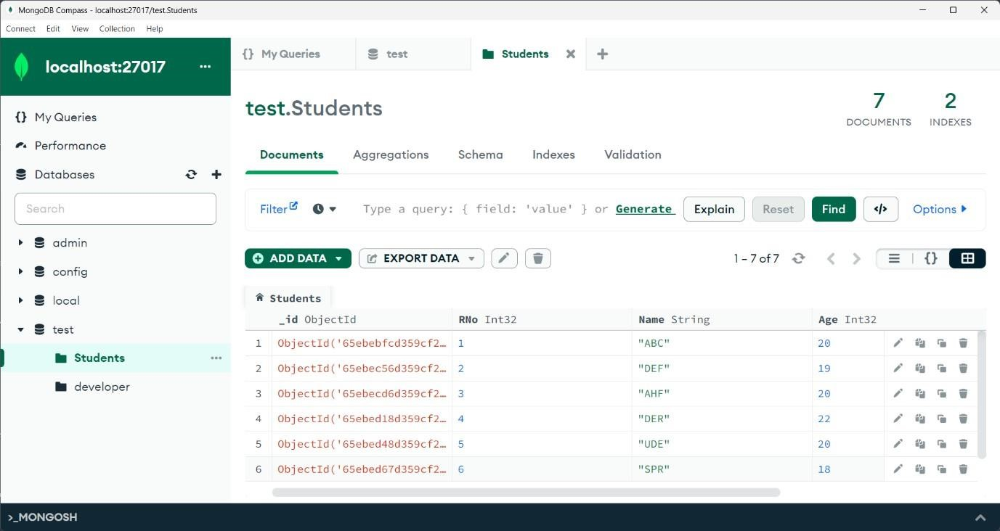 MongoDB Compass - localhost:27017/test.Students
Connect Edit View Collection Help
localhost:27017 ...
{} My Queries
test
Students
My Queries
Performance
Databases
Search
admin
config
local
test
Students ...
developer
test.Students
7
DOCUMENTS
2
INDEXES
Documents Aggregations Schema Indexes Validation
Filter Type a query: { field: 'value' } or Generate Explain Reset Find </> Options
ADD DATA EXPORT DATA 1 – 7 of 7 {}
Students
_id ObjectId RNo Int32 Name String Age Int32
1 ObjectId('65ebebfcd359cf2… 1 "ABC" 20
2 ObjectId('65ebec56d359cf2… 2 "DEF" 19
3 ObjectId('65ebecd6d359cf2… 3 "AHF" 20
4 ObjectId('65ebed18d359cf2… 4 "DER" 22
5 ObjectId('65ebed48d359cf2… 5 "UDE" 20
6 ObjectId('65ebed67d359cf2… 6 "SPR" 18
>_MONGOSH